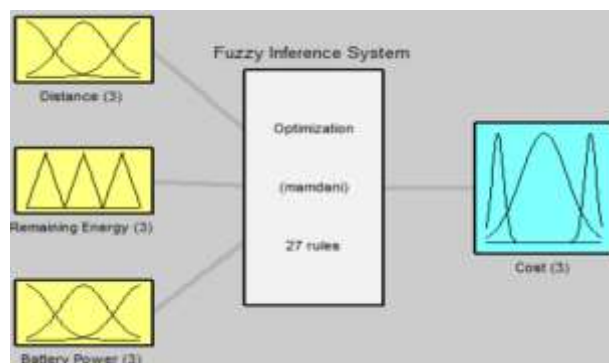 Fuzzy Inference System
Distance (3)
Optimization
(mamdani)
27 rules
Remaining Energy (3)
Battery Power (3)
Cost (3)